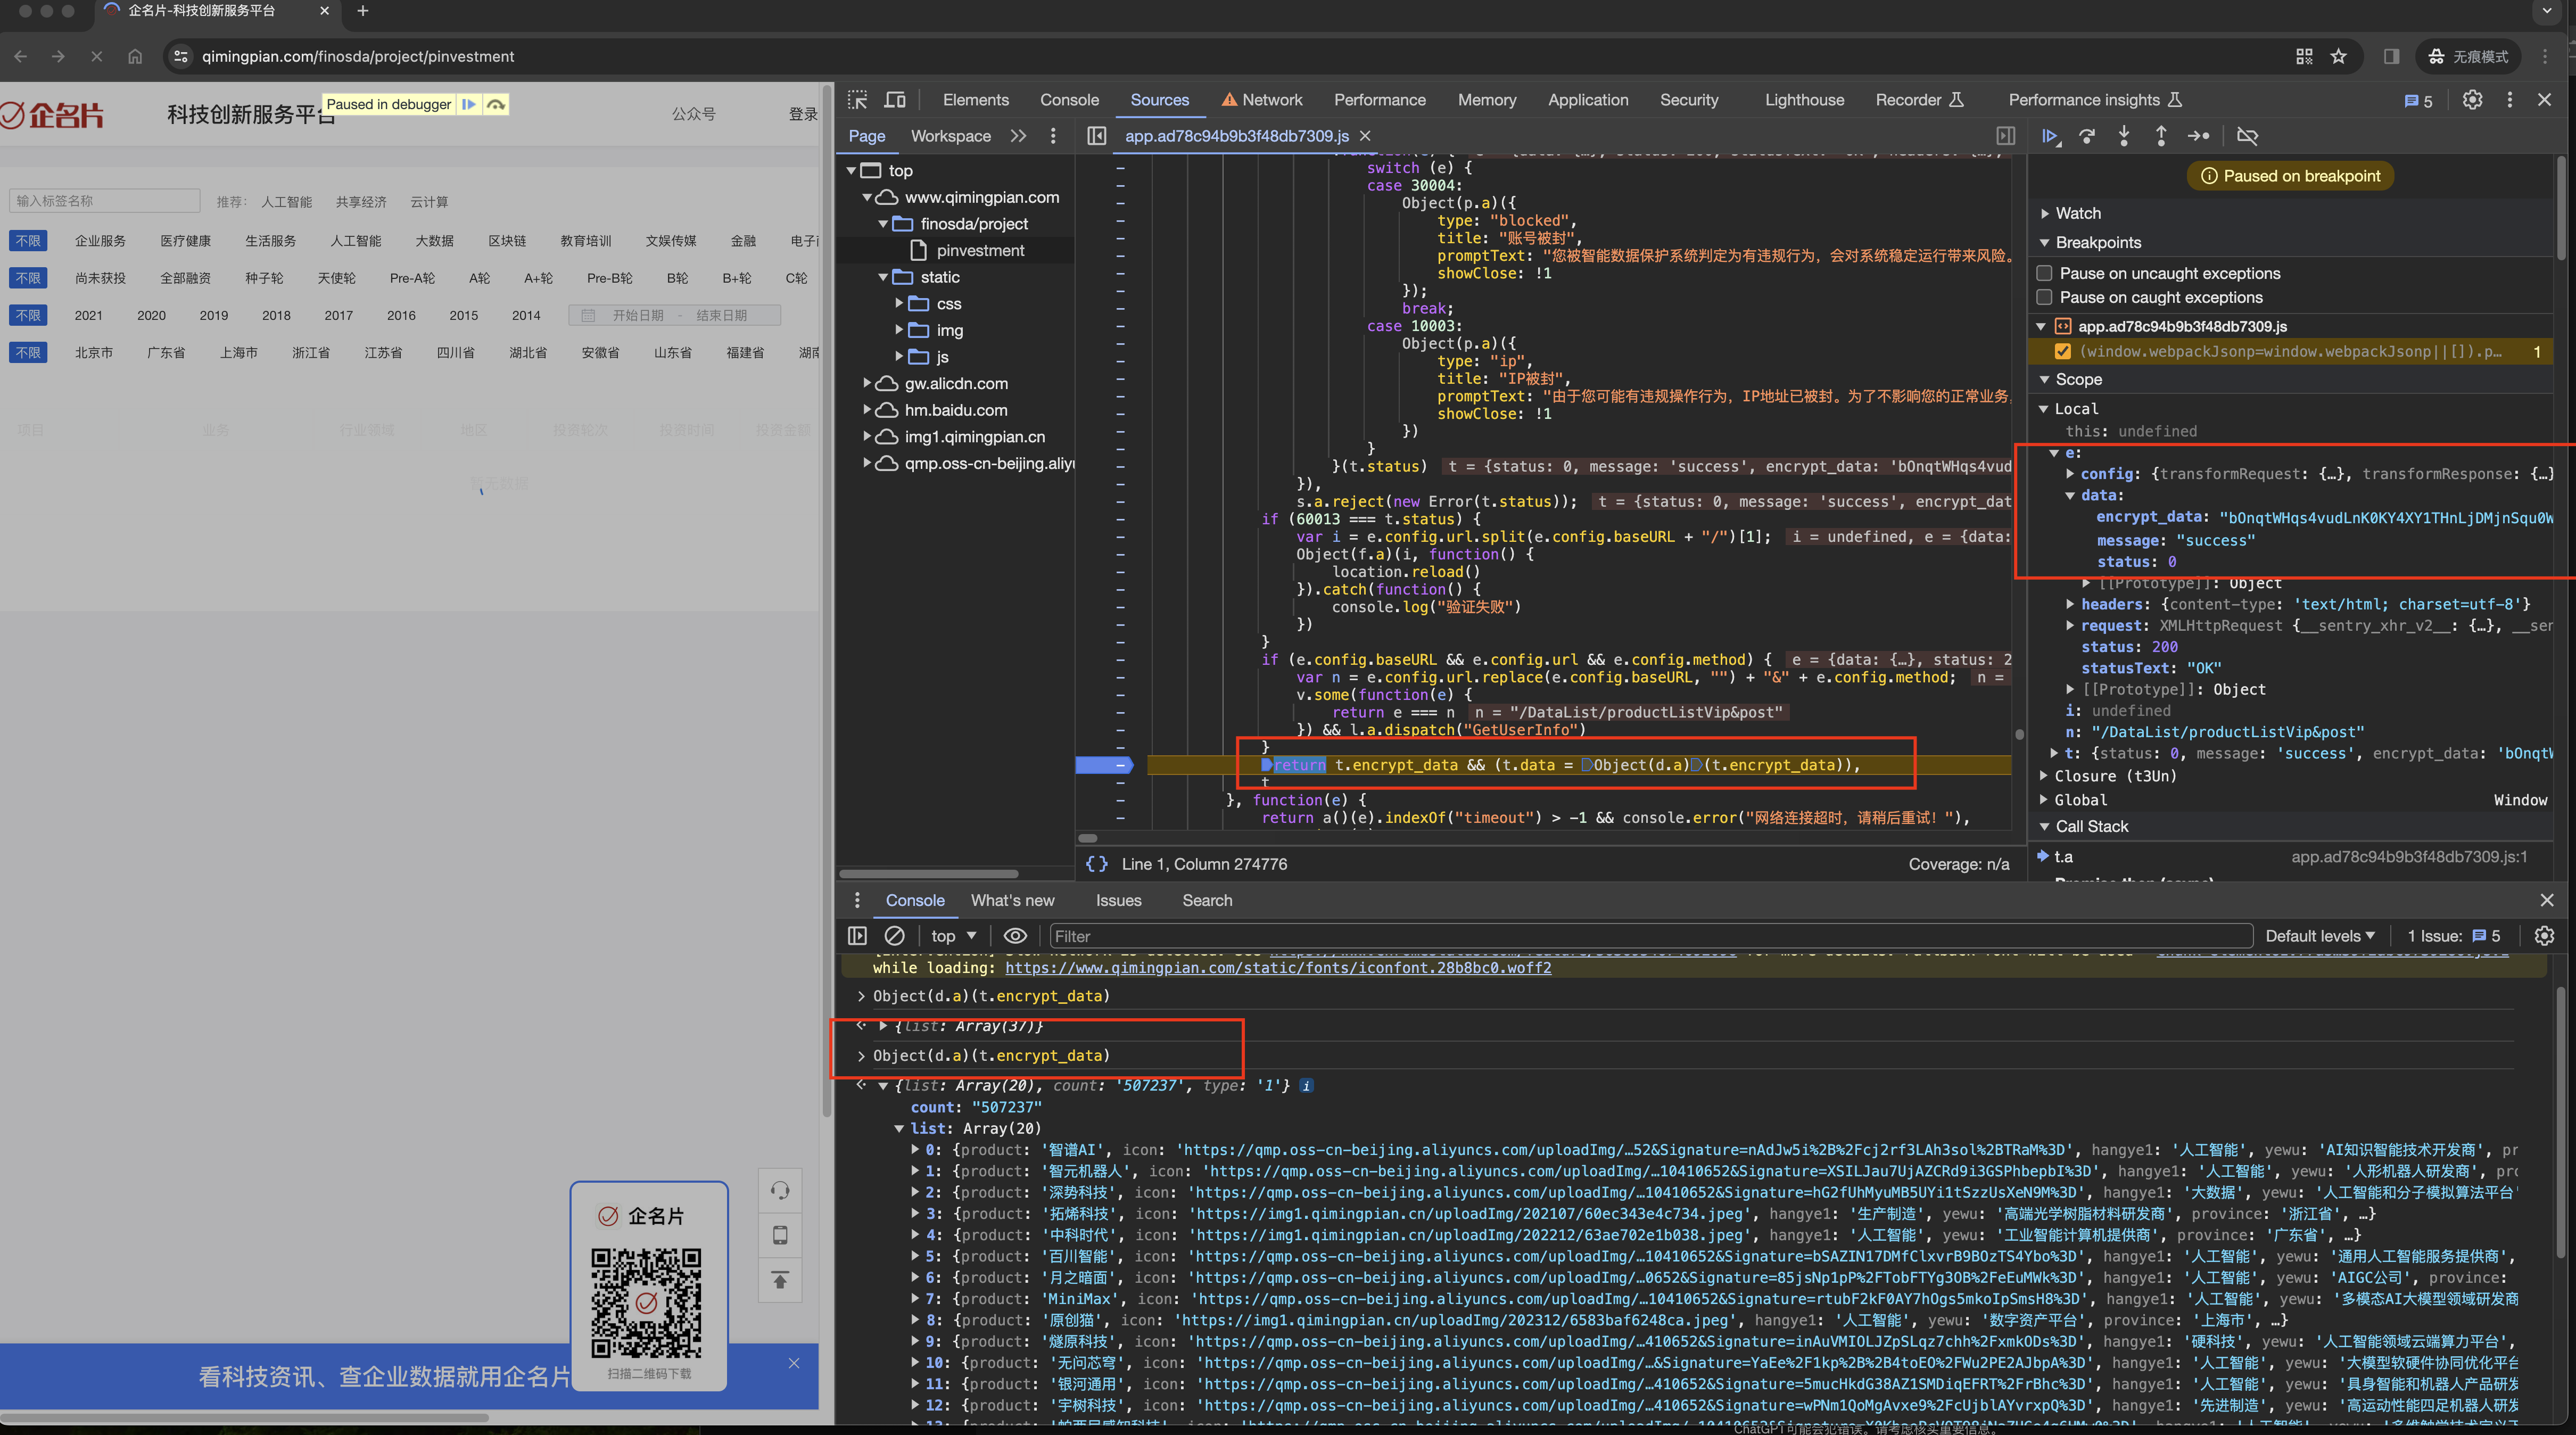 企名片-科技创新服务平台
qimingpian.com/finosda/project/pinvestment
无痕模式
企名片
科技创新服务平台
Paused in debugger
公众号
登录
输入标签名称
推荐: 人工智能 共享经济 云计算
不限 企业服务 医疗健康 生活服务 人工智能 大数据 区块链 教育培训 文娱传媒 金融
不限 尚未获投 全部融资 种子轮 天使轮 Pre-A轮 A轮 A+轮 Pre-B轮 B轮 B+轮 C轮
不限 2021 2020 2019 2018 2017 2016 2015 2014 开始日期 - 结束日期
不限 北京市 广东省 上海市 浙江省 江苏省 四川省 湖北省 安徽省 山东省 福建省
项目 业务 行业领域 地区 投资轮次 投资时间 投资金额
暂无数据
企名片
扫描二维码下载
看科技资讯、查企业数据就用企名片
Elements Console Sources Network Performance Memory Application Security Lighthouse Recorder Performance insights 5
Page Workspace
top
www.qimingpian.com
finosda/project
pinvestment
static
css
img
js
gw.alicdn.com
hm.baidu.com
img1.qimingpian.cn
qmp.oss-cn-beijing.aliyu
app.ad78c94b9b3f48db7309.js
switch (e) {
case 30004:
Object(p.a)({
type: "blocked",
title: "账号被封",
promptText: "您被智能数据保护系统判定为有违规行为，会对系统稳定运行带来风险。
showClose: !1
});
break;
case 10003:
Object(p.a)({
type: "ip",
title: "IP被封",
promptText: "由于您可能有违规操作行为，IP地址已被封。为了不影响您的正常业务，
showClose: !1
})
}
}(t.status) t = {status: 0, message: 'success', encrypt_data: 'bOnqtWHqs4vud
}),
s.a.reject(new Error(t.status)); t = {status: 0, message: 'success', encrypt_dat
if (60013 === t.status) {
var i = e.config.url.split(e.config.baseURL + "/")[1]; i = undefined, e = {data:
Object(f.a)(i, function() {
location.reload()
}).catch(function() {
console.log("验证失败")
})
}
if (e.config.baseURL && e.config.url && e.config.method) { e = {data: {…}, status: 2
var n = e.config.url.replace(e.config.baseURL, "") + "&" + e.config.method; n =
v.some(function(e) {
return e === n n = "/DataList/productListVip&post"
}) && l.a.dispatch("GetUserInfo")
}
return t.encrypt_data && (t.data = Object(d.a)(t.encrypt_data)),
t
}, function(e) {
return a()(e).indexOf("timeout") > -1 && console.error("网络连接超时，请稍后重试！"),
{} Line 1, Column 274776
Coverage: n/a
Paused on breakpoint
Watch
Breakpoints
Pause on uncaught exceptions
Pause on caught exceptions
app.ad78c94b9b3f48db7309.js
(window.webpackJsonp=window.webpackJsonp||[]).p… 1
Scope
Local
this: undefined
e:
config: {transformRequest: {…}, transformResponse: {…}
data:
encrypt_data: "bOnqtWHqs4vudLnK0KY4XY1THnLjDMjnSqu0W
message: "success"
status: 0
[[Prototype]]: Object
headers: {content-type: 'text/html; charset=utf-8'}
request: XMLHttpRequest {__sentry_xhr_v2__: {…}, __ser
status: 200
statusText: "OK"
[[Prototype]]: Object
i: undefined
n: "/DataList/productListVip&post"
t: {status: 0, message: 'success', encrypt_data: 'bOnqt
Closure (t3Un)
Global Window
Call Stack
t.a app.ad78c94b9b3f48db7309.js:1
Console What's new Issues Search
top Filter Default levels 1 Issue: 5
while loading: https://www.qimingpian.com/static/fonts/iconfont.28b8bc0.woff2
Object(d.a)(t.encrypt_data)
{list: Array(37)}
Object(d.a)(t.encrypt_data)
{list: Array(20), count: '507237', type: '1'}
count: "507237"
list: Array(20)
0: {product: '智谱AI', icon: 'https://qmp.oss-cn-beijing.aliyuncs.com/uploadImg/…52&Signature=nAdJw5i%2B%2Fcj2rf3LAh3sol%2BTRaM%3D', hangye1: '人工智能', yewu: 'AI知识智能技术开发商', pr
1: {product: '智元机器人', icon: 'https://qmp.oss-cn-beijing.aliyuncs.com/uploadImg/…10410652&Signature=XSILJau7UjAZCRd9i3GSPhbepbI%3D', hangye1: '人工智能', yewu: '人形机器人研发商', pro
2: {product: '深势科技', icon: 'https://qmp.oss-cn-beijing.aliyuncs.com/uploadImg/…10410652&Signature=hG2fUhMyuMB5UYi1tSzzUsXeN9M%3D', hangye1: '大数据', yewu: '人工智能和分子模拟算法平台'
3: {product: '拓烯科技', icon: 'https://img1.qimingpian.cn/uploadImg/202107/60ec343e4c734.jpeg', hangye1: '生产制造', yewu: '高端光学树脂材料研发商', province: '浙江省', …}
4: {product: '中科时代', icon: 'https://img1.qimingpian.cn/uploadImg/202212/63ae702e1b038.jpeg', hangye1: '人工智能', yewu: '工业智能计算机提供商', province: '广东省', …}
5: {product: '百川智能', icon: 'https://qmp.oss-cn-beijing.aliyuncs.com/uploadImg/…10410652&Signature=bSAZIN17DMfClxvrB9BOzTS4Ybo%3D', hangye1: '人工智能', yewu: '通用人工智能服务提供商',
6: {product: '月之暗面', icon: 'https://qmp.oss-cn-beijing.aliyuncs.com/uploadImg/…0652&Signature=85jsNp1pP%2FTobFTYg3OB%2FeEuMWk%3D', hangye1: '人工智能', yewu: 'AIGC公司', province:
7: {product: 'MiniMax', icon: 'https://qmp.oss-cn-beijing.aliyuncs.com/uploadImg/…10410652&Signature=rtubF2kF0AY7hOgs5mkoIpSmsH8%3D', hangye1: '人工智能', yewu: '多模态AI大模型领域研发商
8: {product: '原创猫', icon: 'https://img1.qimingpian.cn/uploadImg/202312/6583baf6248ca.jpeg', hangye1: '人工智能', yewu: '数字资产平台', province: '上海市', …}
9: {product: '燧原科技', icon: 'https://qmp.oss-cn-beijing.aliyuncs.com/uploadImg/…410652&Signature=inAuVMIOLJZpSLqz7chh%2FxmkODs%3D', hangye1: '硬科技', yewu: '人工智能领域云端算力平台',
10: {product: '无问芯穹', icon: 'https://qmp.oss-cn-beijing.aliyuncs.com/uploadImg/…&Signature=YaEe%2F1kp%2B%2B4toEO%2FWu2PE2AJbpA%3D', hangye1: '人工智能', yewu: '大模型软硬件协同优化平台
11: {product: '银河通用', icon: 'https://qmp.oss-cn-beijing.aliyuncs.com/uploadImg/…410652&Signature=5mucHkdG38AZ1SMDiqEFRT%2FrBhc%3D', hangye1: '人工智能', yewu: '具身智能和机器人产品研发
12: {product: '宇树科技', icon: 'https://qmp.oss-cn-beijing.aliyuncs.com/uploadImg/…410652&Signature=wPNm1QoMgAvxe9%2FcUjblAYvrxpQ%3D', hangye1: '先进制造', yewu: '高运动性能四足机器人研发
ChatGPT可能会犯错误。请考虑核实重要信息。